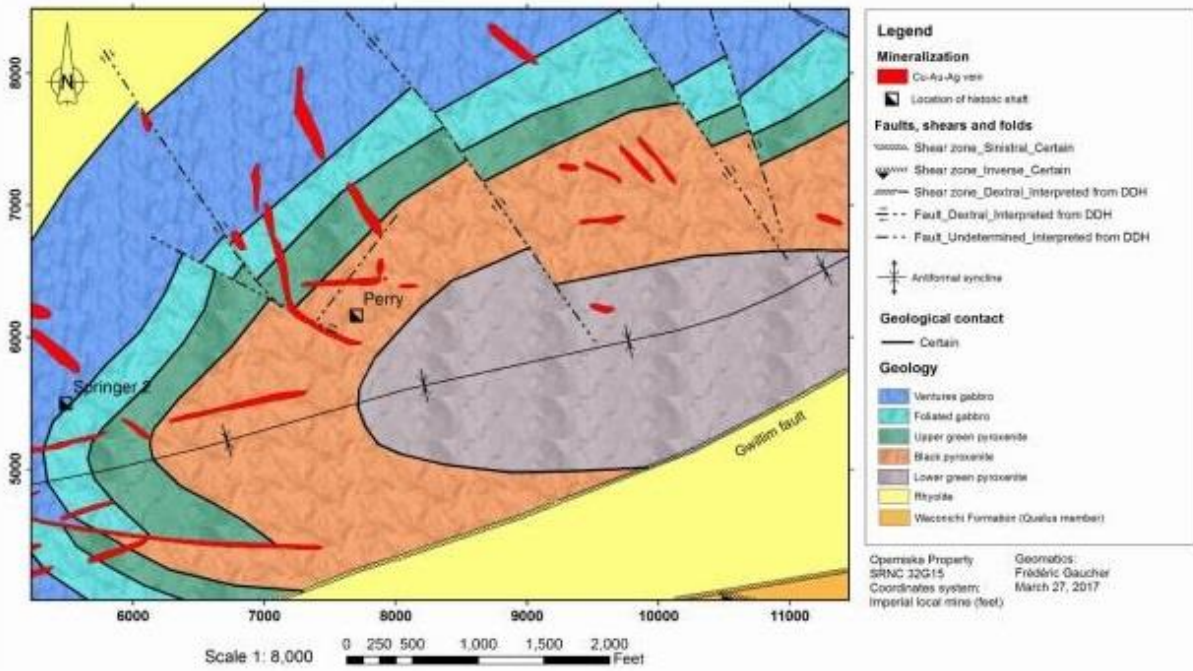 8000
7000
6000
5000
N
Springer 2
Perry
Gwillim fault
6000 7000 8000 9000 10000 11000
Scale 1: 8,000
0 250 500 1,000 1,500 2,000
Feet
Legend
Mineralization
Cu-Au-Ag vein
Location of historic shaft
Faults, shears and folds
Shear zone_Sinistral_Certain
Shear zone_Inverse_Certain
Shear zone_Dextral_Interpreted from DDH
Fault_Dextral_Interpreted from DDH
Fault_Undetermined_Interpreted from DDH
Antiformal syncline
Geological contact
Certain
Geology
Ventures gabbro
Foliated gabbro
Upper green pyroxenite
Black pyroxenite
Lower green pyroxenite
Rhyolite
Waconichi Formation (Queylus member)
Opemiska Property
SRNC 32G15
Coordinates system:
Imperial local mine (feet)
Geomatics:
Frédéric Gaucher
March 27, 2017